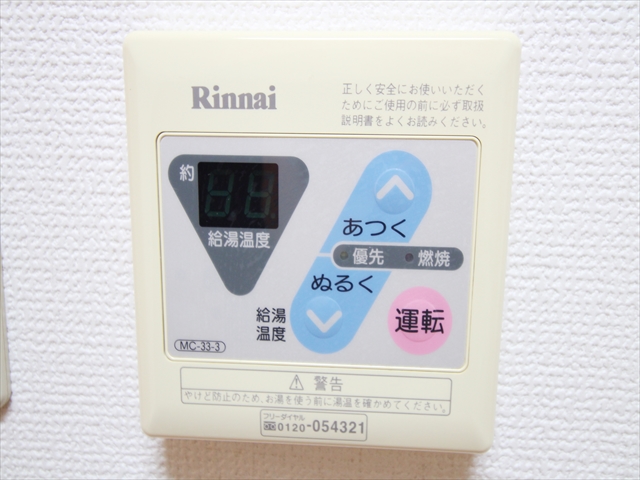 Rinnai
正しく安全にお使いいただく
ためにご使用の前に必ず取扱
説明書をよくお読みください。
約
給湯温度
あつく
優先
燃焼
ぬるく
給湯
温度
運転
MC-33-3
警告
やけど防止のため、お湯を使う前に湯温を確かめてください。
フリーダイヤル
0120-054321